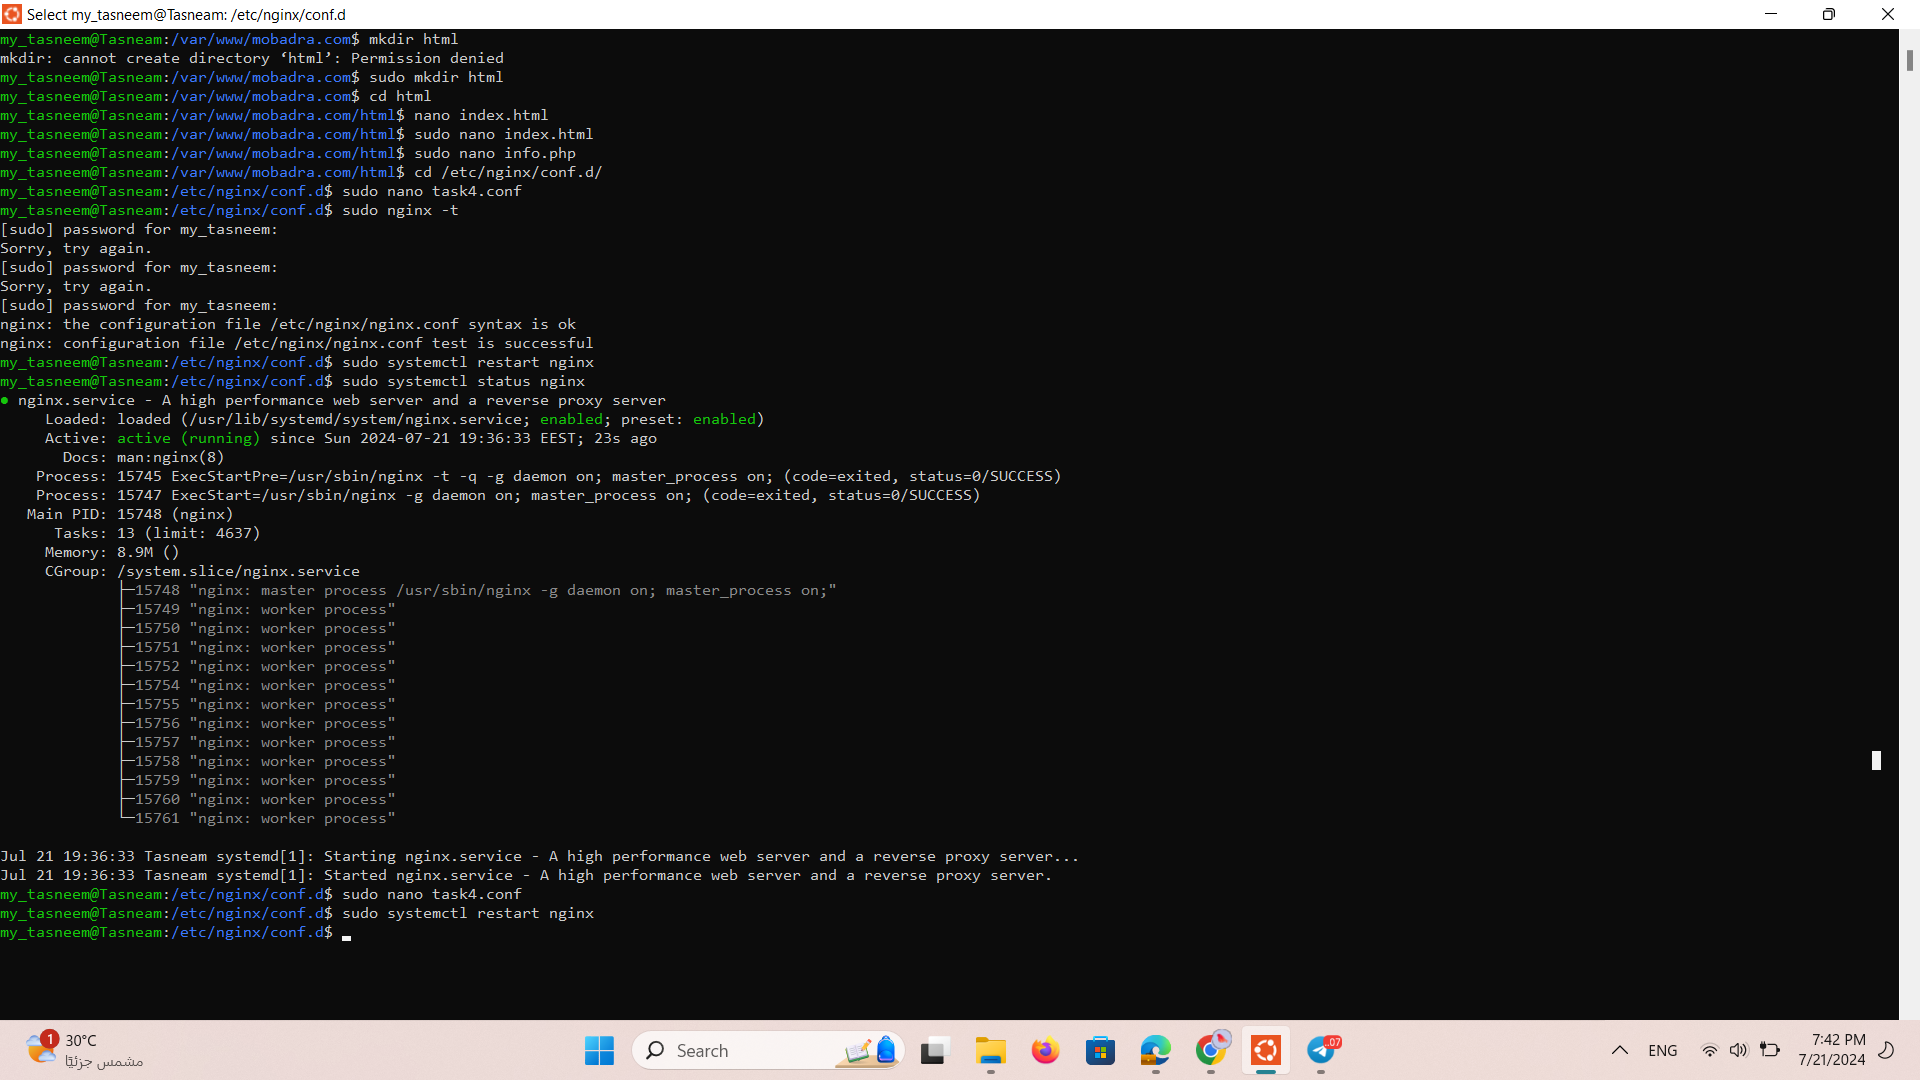 Select my_tasneem@Tasneam: /etc/nginx/conf.d
my_tasneem@Tasneam:/var/www/mobadra.com$ mkdir html
mkdir: cannot create directory ‘html’: Permission denied
my_tasneem@Tasneam:/var/www/mobadra.com$ sudo mkdir html
my_tasneem@Tasneam:/var/www/mobadra.com$ cd html
my_tasneem@Tasneam:/var/www/mobadra.com/html$ nano index.html
my_tasneem@Tasneam:/var/www/mobadra.com/html$ sudo nano index.html
my_tasneem@Tasneam:/var/www/mobadra.com/html$ sudo nano info.php
my_tasneem@Tasneam:/var/www/mobadra.com/html$ cd /etc/nginx/conf.d/
my_tasneem@Tasneam:/etc/nginx/conf.d$ sudo nano task4.conf
my_tasneem@Tasneam:/etc/nginx/conf.d$ sudo nginx -t
[sudo] password for my_tasneem:
Sorry, try again.
[sudo] password for my_tasneem:
Sorry, try again.
[sudo] password for my_tasneem:
nginx: the configuration file /etc/nginx/nginx.conf syntax is ok
nginx: configuration file /etc/nginx/nginx.conf test is successful
my_tasneem@Tasneam:/etc/nginx/conf.d$ sudo systemctl restart nginx
my_tasneem@Tasneam:/etc/nginx/conf.d$ sudo systemctl status nginx
● nginx.service - A high performance web server and a reverse proxy server
Loaded: loaded (/usr/lib/systemd/system/nginx.service; enabled; preset: enabled)
Active: active (running) since Sun 2024-07-21 19:36:33 EEST; 23s ago
Docs: man:nginx(8)
Process: 15745 ExecStartPre=/usr/sbin/nginx -t -q -g daemon on; master_process on; (code=exited, status=0/SUCCESS)
Process: 15747 ExecStart=/usr/sbin/nginx -g daemon on; master_process on; (code=exited, status=0/SUCCESS)
Main PID: 15748 (nginx)
Tasks: 13 (limit: 4637)
Memory: 8.9M ()
CGroup: /system.slice/nginx.service
├─15748 "nginx: master process /usr/sbin/nginx -g daemon on; master_process on;"
├─15749 "nginx: worker process"
├─15750 "nginx: worker process"
├─15751 "nginx: worker process"
├─15752 "nginx: worker process"
├─15754 "nginx: worker process"
├─15755 "nginx: worker process"
├─15756 "nginx: worker process"
├─15757 "nginx: worker process"
├─15758 "nginx: worker process"
├─15759 "nginx: worker process"
├─15760 "nginx: worker process"
└─15761 "nginx: worker process"
Jul 21 19:36:33 Tasneam systemd[1]: Starting nginx.service - A high performance web server and a reverse proxy server...
Jul 21 19:36:33 Tasneam systemd[1]: Started nginx.service - A high performance web server and a reverse proxy server.
my_tasneem@Tasneam:/etc/nginx/conf.d$ sudo nano task4.conf
my_tasneem@Tasneam:/etc/nginx/conf.d$ sudo systemctl restart nginx
my_tasneem@Tasneam:/etc/nginx/conf.d$
1
30°C
مشمس جزئيًا
Search
.07
ENG
7:42 PM
7/21/2024